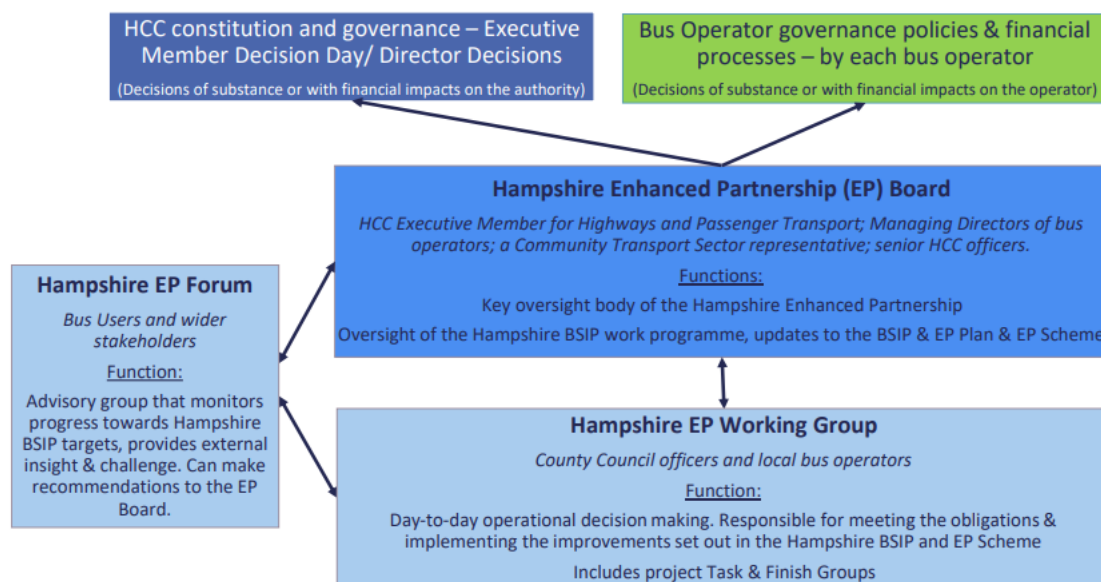 HCC constitution and governance – Executive
Member Decision Day/ Director Decisions
(Decisions of substance or with financial impacts on the authority)
Bus Operator governance policies & financial
processes – by each bus operator
(Decisions of substance or with financial impacts on the operator)
Hampshire Enhanced Partnership (EP) Board
HCC Executive Member for Highways and Passenger Transport; Managing Directors of bus
operators; a Community Transport Sector representative; senior HCC officers.
Functions:
Key oversight body of the Hampshire Enhanced Partnership
Oversight of the Hampshire BSIP work programme, updates to the BSIP & EP Plan & EP Scheme
Hampshire EP Forum
Bus Users and wider
stakeholders
Function:
Advisory group that monitors
progress towards Hampshire
BSIP targets, provides external
insight & challenge. Can make
recommendations to the EP
Board.
Hampshire EP Working Group
County Council officers and local bus operators
Function:
Day-to-day operational decision making. Responsible for meeting the obligations &
implementing the improvements set out in the Hampshire BSIP and EP Scheme
Includes project Task & Finish Groups